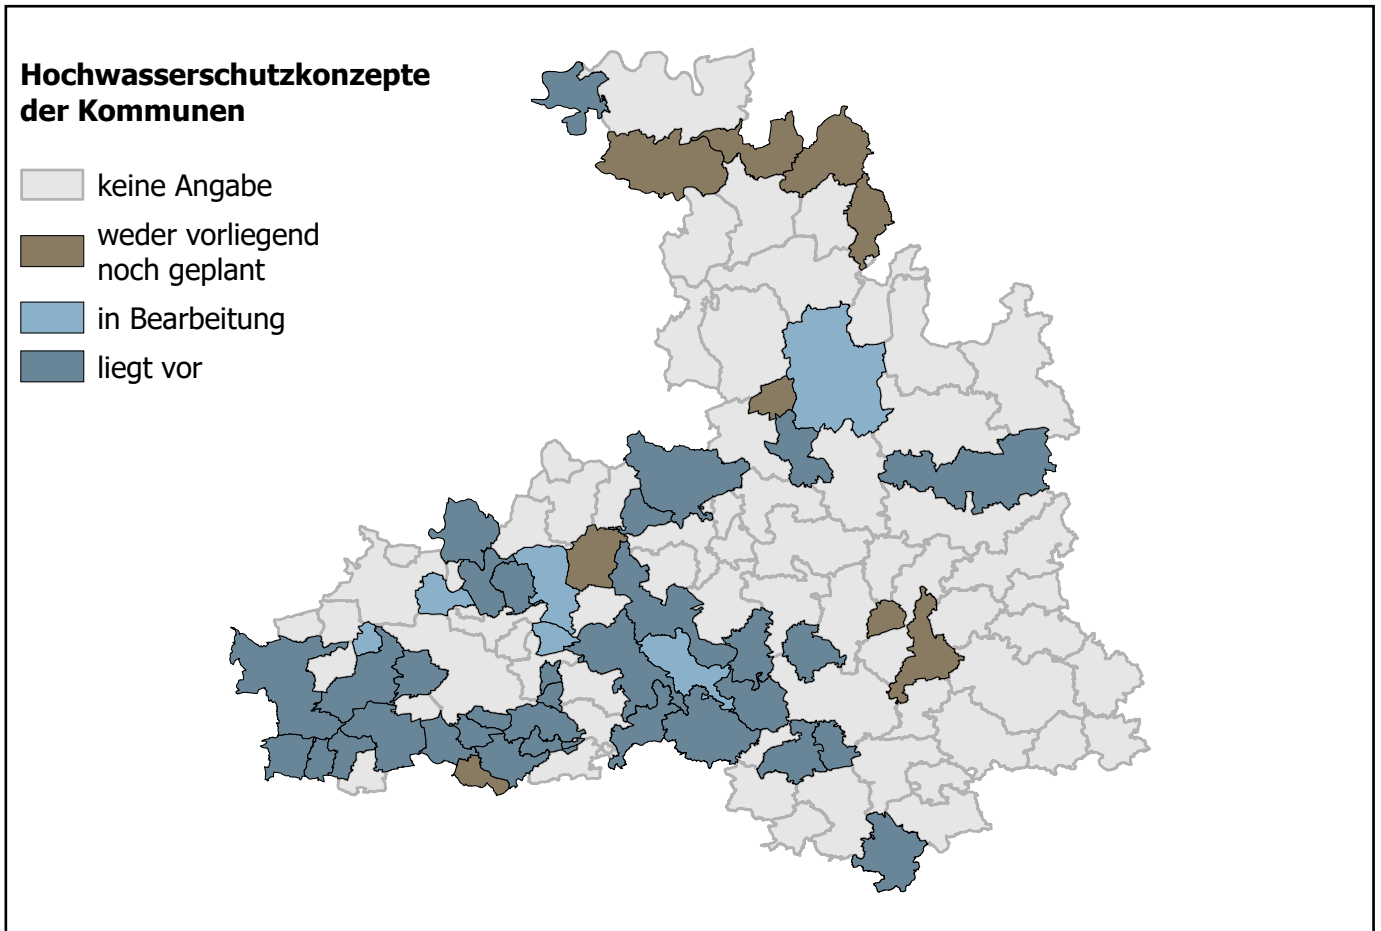 Hochwasserschutzkonzepte
der Kommunen
keine Angabe
weder vorliegend
noch geplant
in Bearbeitung
liegt vor